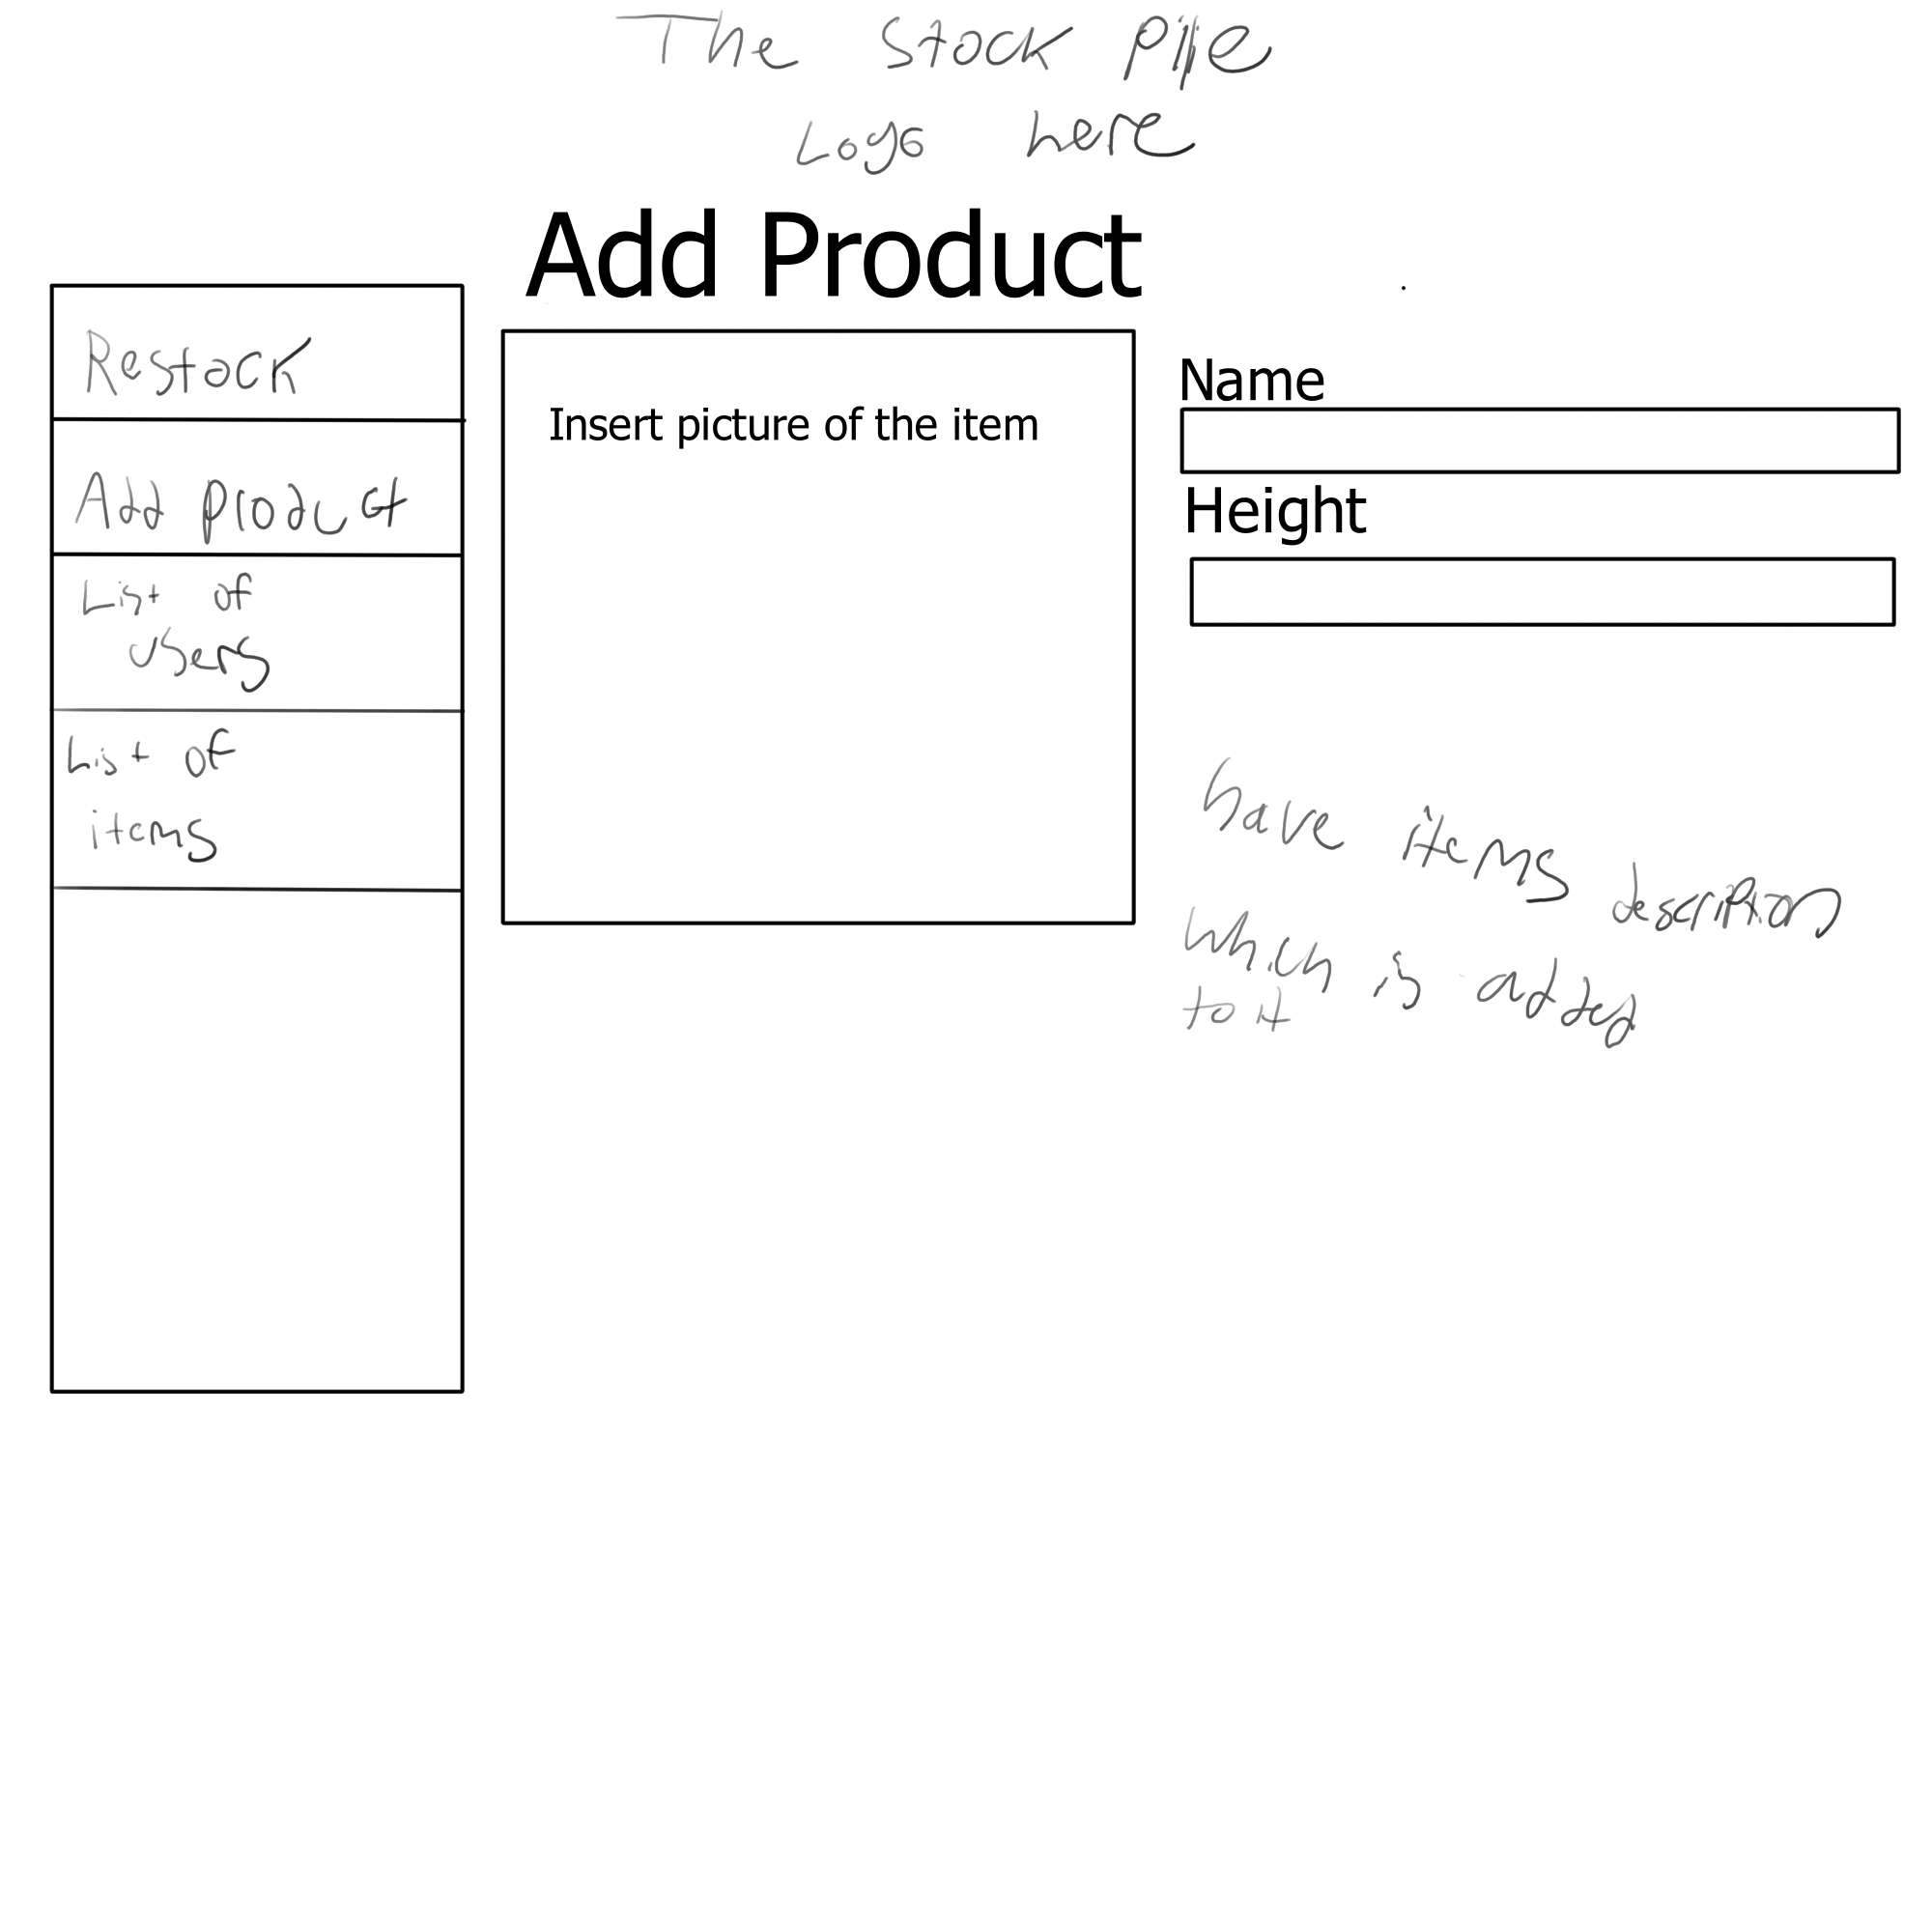 The Stock Pile
Logo here
Add Product
Restock
Add product
List of
users
List of
items
Insert picture of the item
Name
Height
have items description
which is added
to it